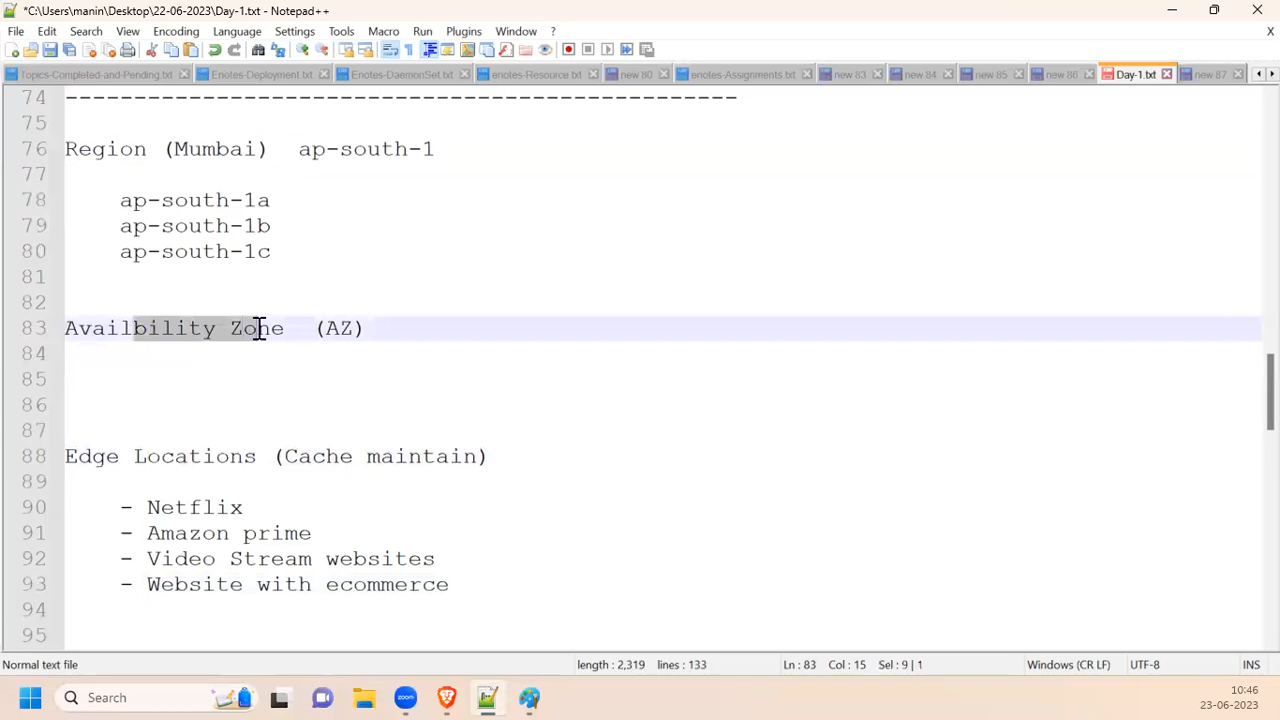 *C:\Users\manin\Desktop\22-06-2023\Day-1.txt - Notepad++
File Edit Search View Encoding Language Settings Tools Macro Run Plugins Window ?
X
Topics-Completed-and-Pending.txt Enotes-Deployment.txt enotes-Resource.txt new 80 enotes-Assignments.txt new 83 new 84 new 85 new 86 Day-1.txt new 87
74 --------------------------------------------------
75
76 Region (Mumbai) ap-south-1
77
78 ap-south-1a
79 ap-south-1b
80 ap-south-1c
81
82
83 Availbility Zone (AZ)
84
85
86
87
88 Edge Locations (Cache maintain)
89
90 - Netflix
91 - Amazon prime
92 - Video Stream websites
93 - Website with ecommerce
94
95
Normal text file length : 2,319 lines : 133 Ln : 83 Col : 15 Sel : 9 | 1 Windows (CR LF) UTF-8 INS
Search zoom 10:46
23-06-2023